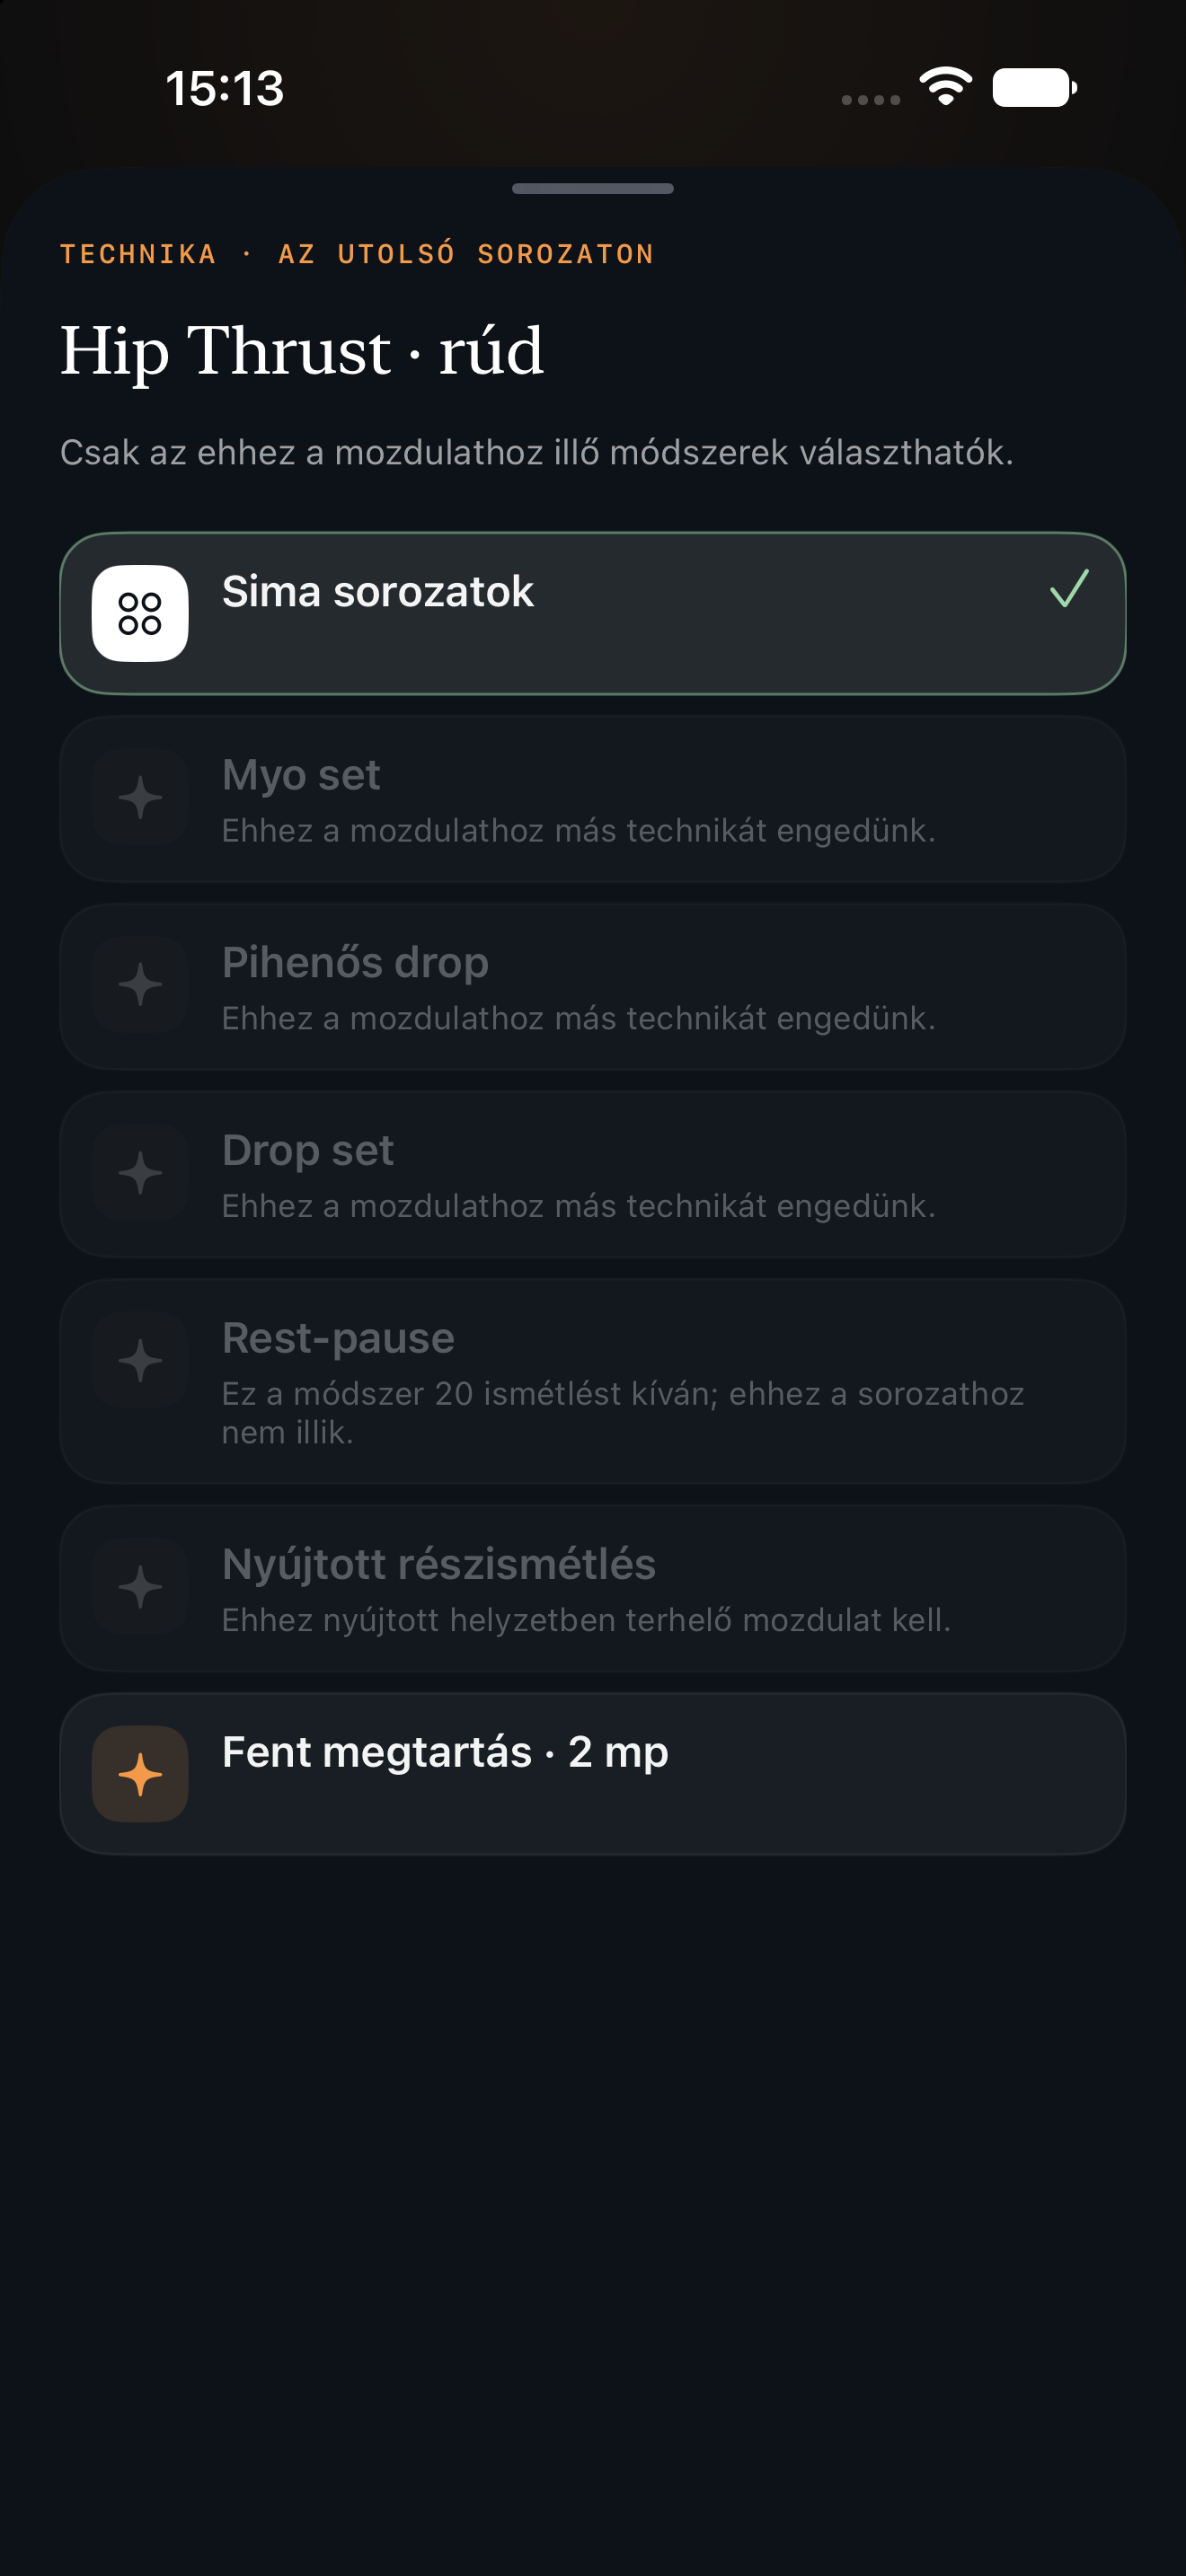 15:13
TECHNIKA · AZ UTOLSÓ SOROZATON
Hip Thrust · rúd
Csak az ehhez a mozdulathoz illő módszerek választhatók.
Sima sorozatok
Myo set
Ehhez a mozdulathoz más technikát engedünk.
Pihenős drop
Ehhez a mozdulathoz más technikát engedünk.
Drop set
Ehhez a mozdulathoz más technikát engedünk.
Rest-pause
Ez a módszer 20 ismétlést kíván; ehhez a sorozathoz
nem illik.
Nyújtott részismétlés
Ehhez nyújtott helyzetben terhelő mozdulat kell.
Fent megtartás · 2 mp